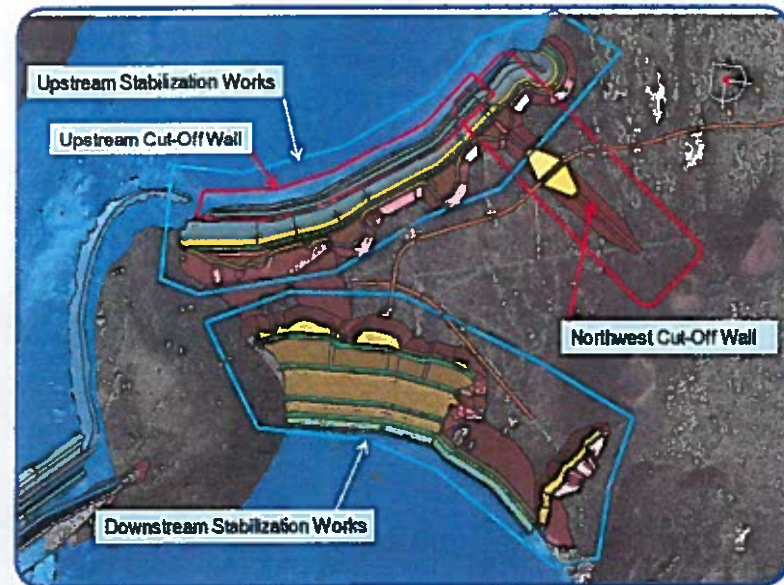 Upstream Stabilization Works
Upstream Cut-Off Wall
Northwest Cut-Off Wall
Downstream Stabilization Works